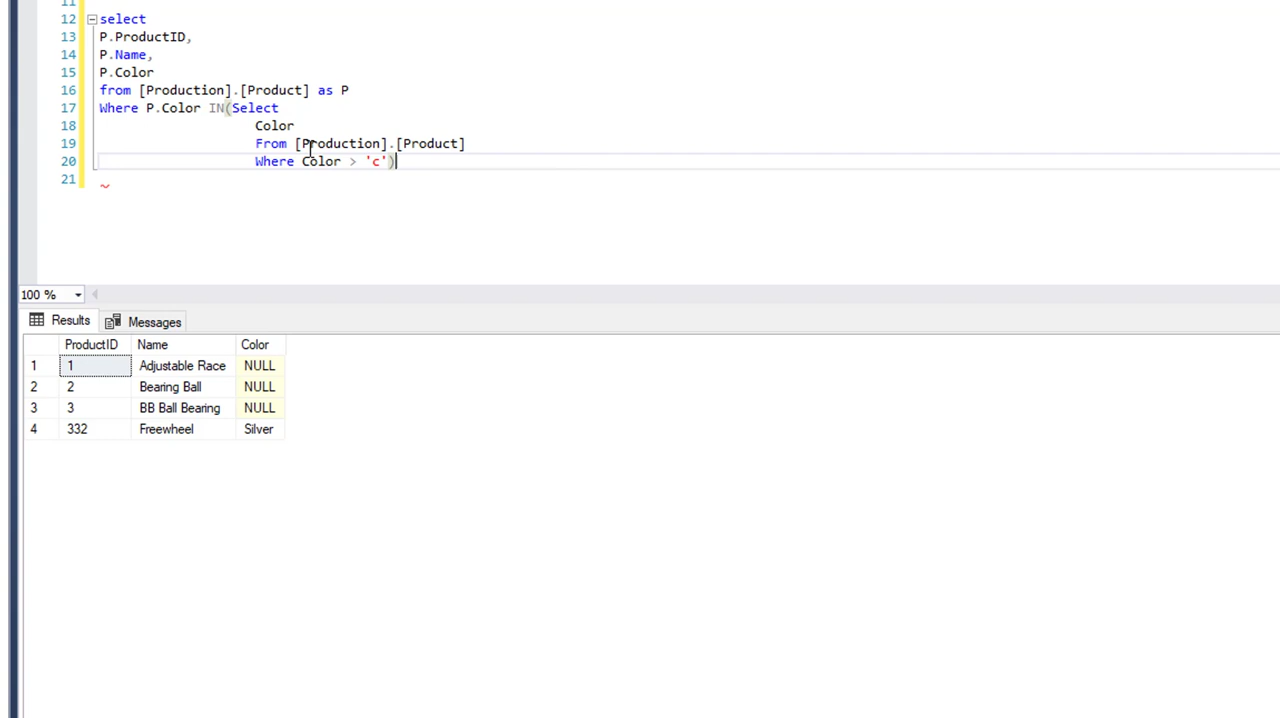 11
12 select
13 P.ProductID,
14 P.Name,
15 P.Color
16 from [Production].[Product] as P
17 Where P.Color IN(Select
18 Color
19 From [Production].[Product]
20 Where Color > 'c')
21
100 %
Results Messages
ProductID Name Color
1 1 Adjustable Race NULL
2 2 Bearing Ball NULL
3 3 BB Ball Bearing NULL
4 332 Freewheel Silver